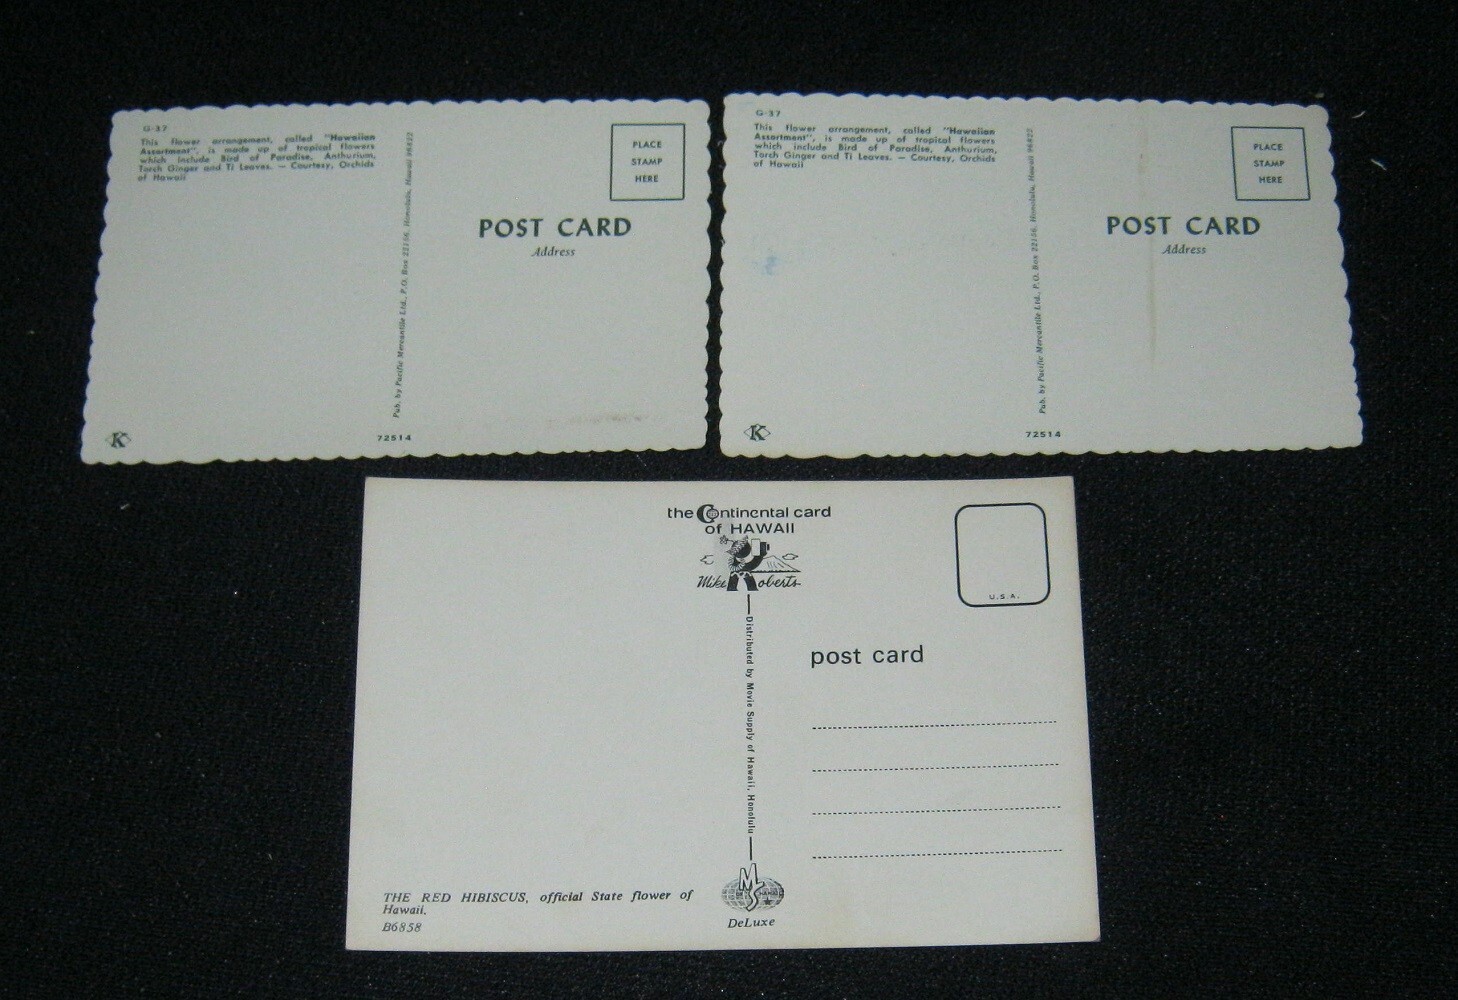 G-37
This flower arrangement, called "Hawaiian
Assortment", is made up of tropical flowers
which include Bird of Paradise, Anthurium,
Torch Ginger and Ti Leaves. — Courtesy, Orchids
of Hawaii
PLACE
STAMP
HERE
POST CARD
Address
Pub. by Pacific Mercantile Ltd., P.O. Box 22156, Honolulu, Hawaii 96822
K
72514
G-37
This flower arrangement, called "Hawaiian
Assortment", is made up of tropical flowers
which include Bird of Paradise, Anthurium,
Torch Ginger and Ti Leaves. — Courtesy, Orchids
of Hawaii
PLACE
STAMP
HERE
POST CARD
Address
Pub. by Pacific Mercantile Ltd., P.O. Box 22156, Honolulu, Hawaii 96822
K
72514
the Continental card
of HAWAII
Mike Roberts
U.S.A.
Distributed by Movie Supply of Hawaii, Honolulu
post card
THE RED HIBISCUS, official State flower of
Hawaii.
B6858
MS
DeLuxe